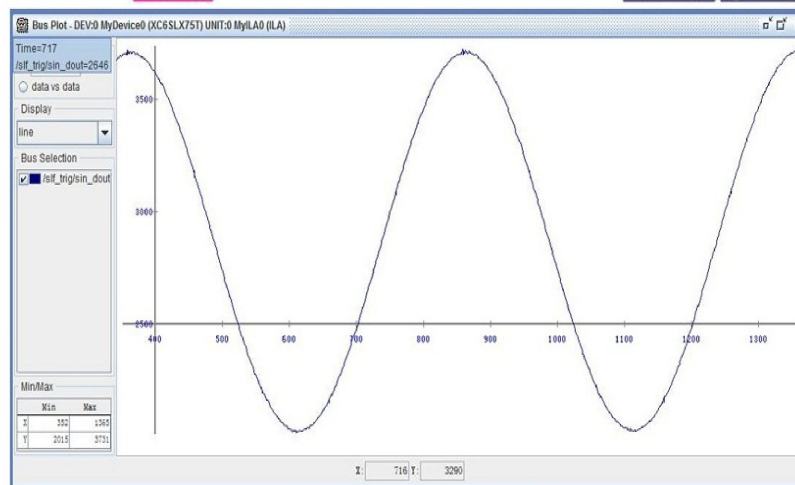 Bus Plot - DEV:0 MyDevice0 (XC6SLX75T) UNIT:0 MyILA0 (ILA)
Time=717
/slf_trig/sin_dout=2646
data vs data
Display
line
Bus Selection
/slf_trig/sin_dout
3500
3000
2500
400 500 600 700 800 900 1000 1100 1200 1300
Min/Max
Min Max
X 352 1365
Y 2015 3731
X: 716 Y: 3290